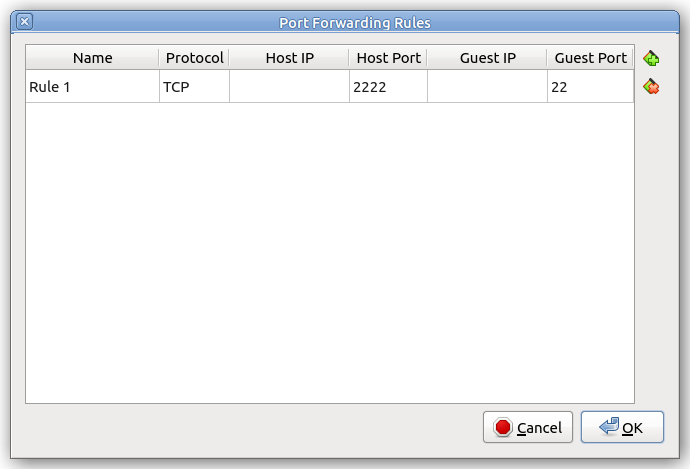 Port Forwarding Rules
Name Protocol Host IP Host Port Guest IP Guest Port
Rule 1 TCP 2222 22
Cancel OK